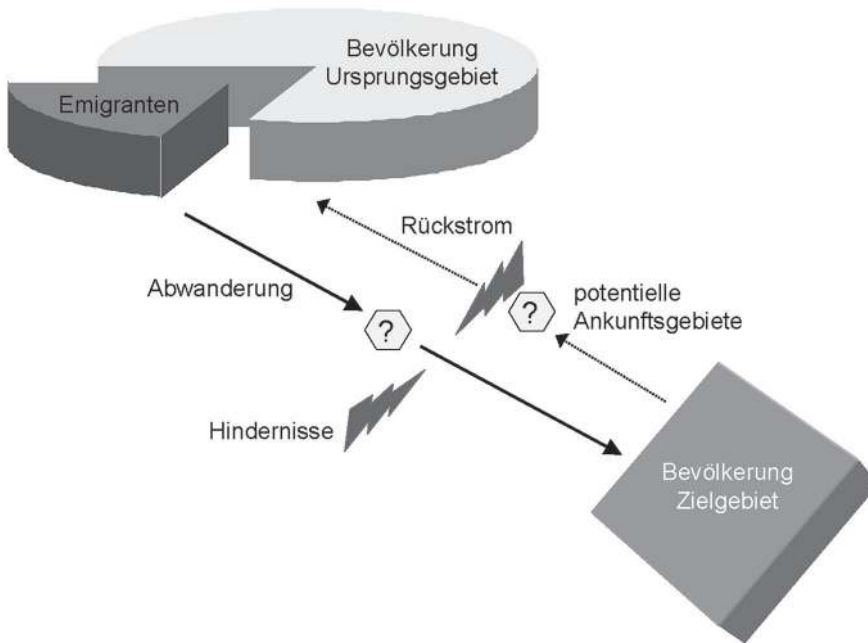 Bevölkerung
Ursprungsgebiet
Emigranten
Rückstrom
Abwanderung
?
?
potentielle
Ankunftsgebiete
Hindernisse
Bevölkerung
Zielgebiet